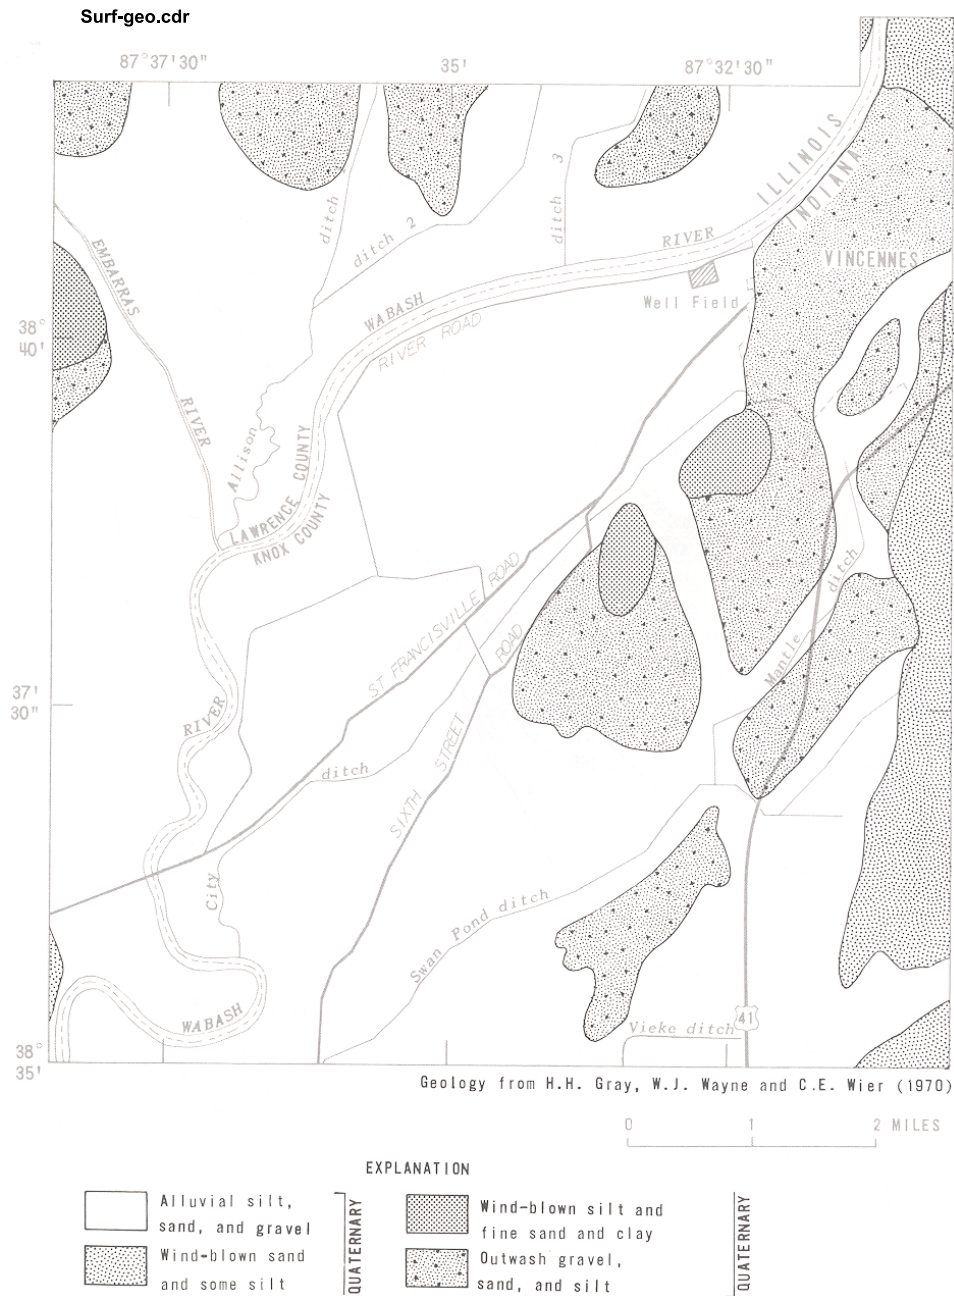 Surf-geo.cdr
87°37'30"
35'
87°32'30"
ILLINOIS
INDIANA
ditch
ditch 2
ditch 3
RIVER
VINCENNES
EMBARRAS
WABASH
Well Field
RIVER ROAD
38°
40'
RIVER
Allison
LAWRENCE COUNTY
KNOX COUNTY
ST FRANCISVILLE ROAD
ditch
ROAD
Mantle
37'
30"
RIVER
STREET
ditch
SIXTH
City
Swan Pond ditch
WABASH
41
Vieke ditch
38°
35'
Geology from H.H. Gray, W.J. Wayne and C.E. Wier (1970)
0 1 2 MILES
EXPLANATION
Alluvial silt,
sand, and gravel
Wind-blown sand
and some silt
QUATERNARY
Wind-blown silt and
fine sand and clay
Outwash gravel,
sand, and silt
QUATERNARY